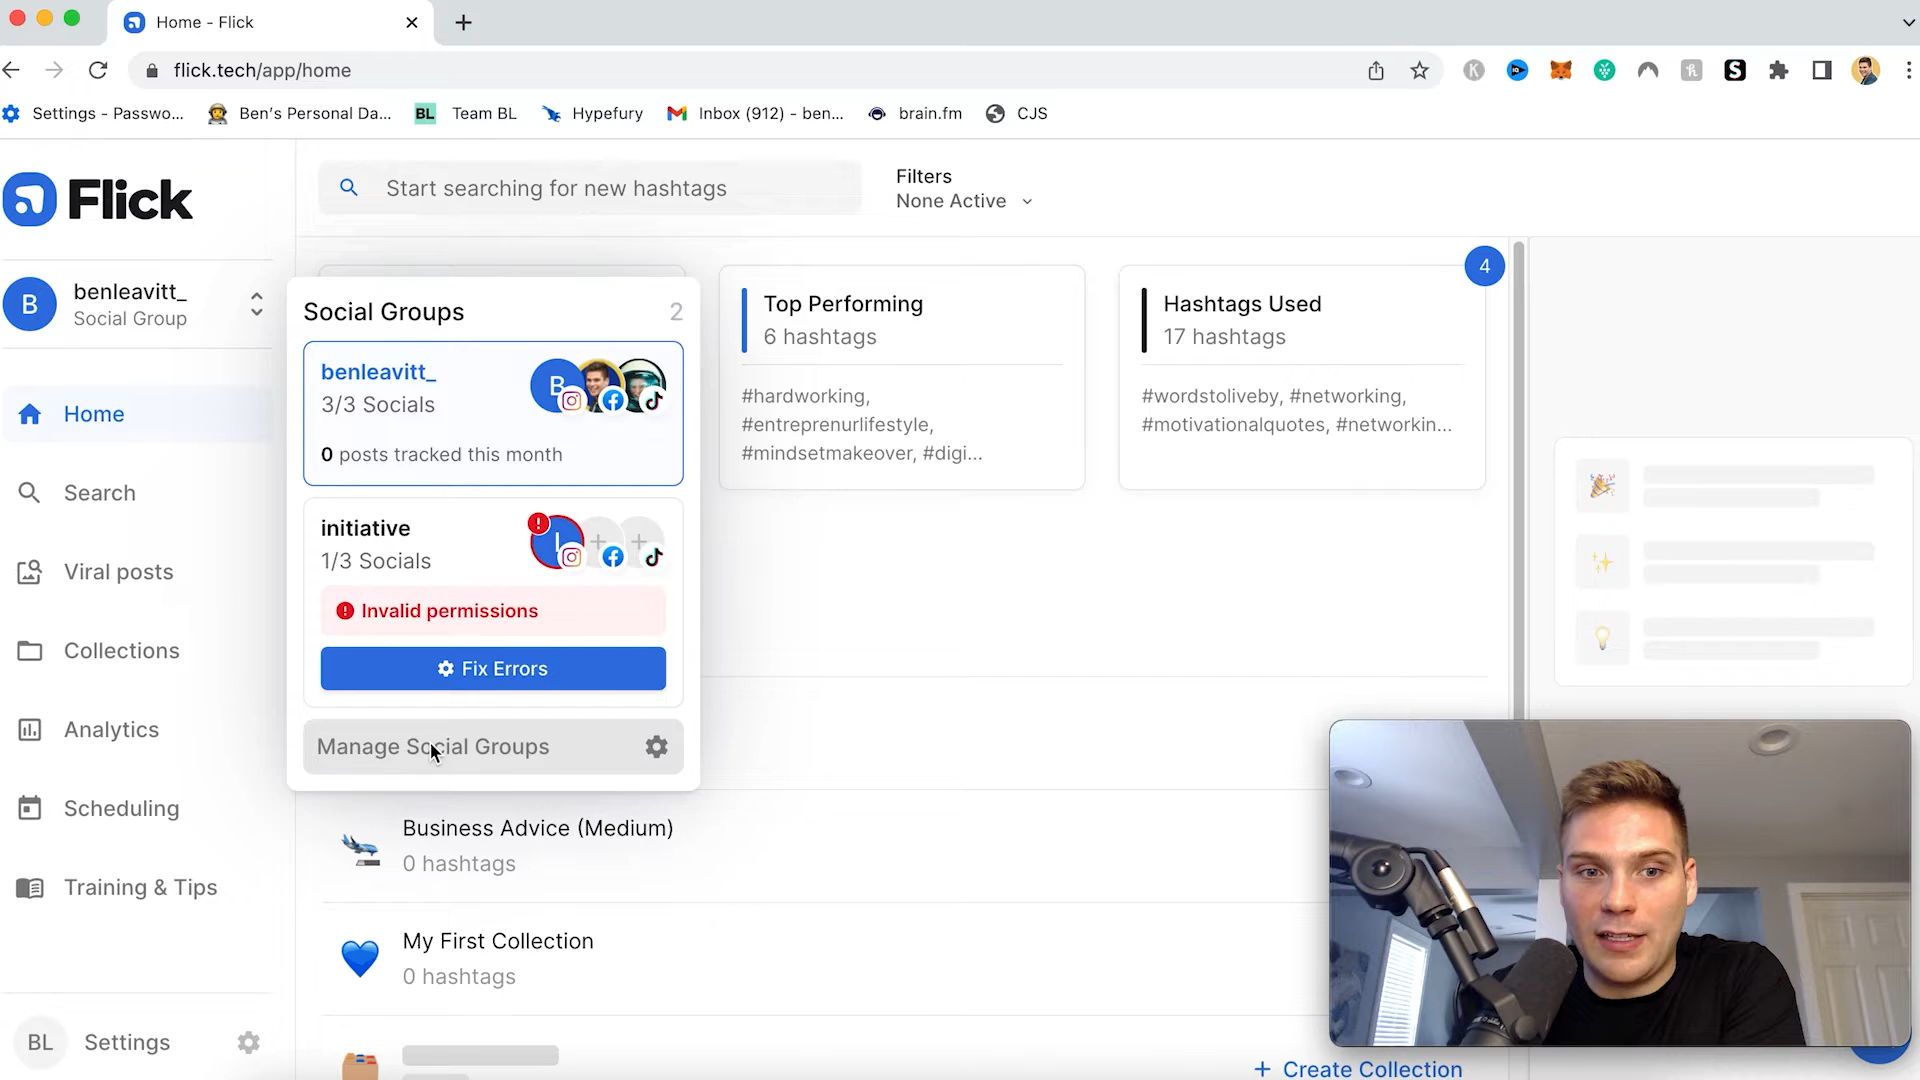 Home - Flick
flick.tech/app/home
Settings - Passwo...
Ben's Personal Da...
BL Team BL
Hypefury
Inbox (912) - ben...
brain.fm
CJS
Flick
Start searching for new hashtags
Filters
None Active
B
benleavitt_
Social Group
Home
Search
Viral posts
Collections
Analytics
Scheduling
Training & Tips
BL Settings
Social Groups 2
benleavitt_
B
3/3 Socials
0 posts tracked this month
initiative
1/3 Socials
Invalid permissions
Fix Errors
Manage Social Groups
Top Performing
6 hashtags
#hardworking,
#entreprenurlifestyle,
#mindsetmakeover, #digi...
4
Hashtags Used
17 hashtags
#wordstoliveby, #networking,
#motivationalquotes, #networkin...
Business Advice (Medium)
0 hashtags
My First Collection
0 hashtags
+ Create Collection